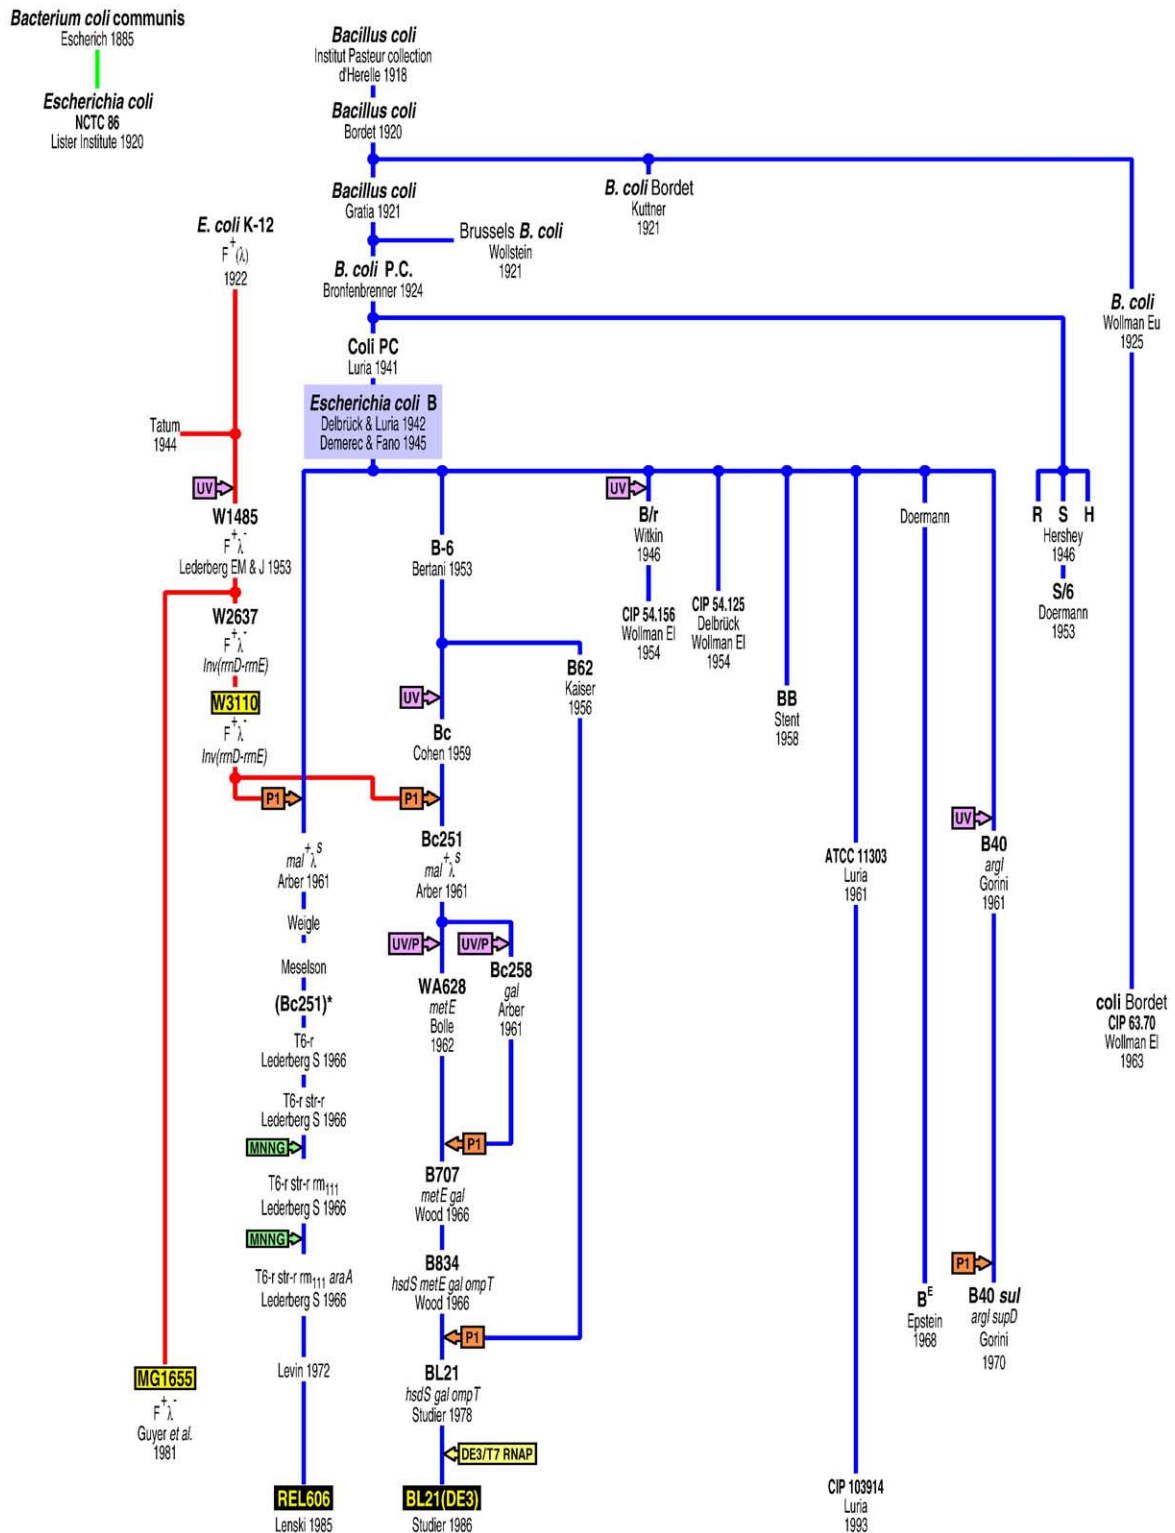 Bacterium coli communis
Escherich 1885
Escherichia coli
NCTC 86
Lister Institute 1920
Bacillus coli
Institut Pasteur collection
d'Herelle 1918
Bacillus coli
Bordet 1920
Bacillus coli
Gratia 1921
B. coli Bordet
Kuttner
1921
Brussels B. coli
Wollstein
1921
B. coli P.C.
Bronfenbrenner 1924
B. coli
Wollman Eu
1925
E. coli K-12
F+(λ)
1922
Coli PC
Luria 1941
Escherichia coli B
Delbrück & Luria 1942
Demerec & Fano 1945
Tatum
1944
UV
W1485
F+λ-
Lederberg EM & J 1953
W2637
F+λ-
Inv(rrnD-rrnE)
W3110
F+λ-
Inv(rrnD-rrnE)
P1
P1
B-6
Bertani 1953
UV
B/r
Witkin
1946
CIP 54.156
Wollman El
1954
CIP 54.125
Delbrück
Wollman El
1954
BB
Stent
1958
Doermann
R S H
Hershey
1946
S/6
Doermann
1953
B62
Kaiser
1956
UV
Bc
Cohen 1959
Bc251
mal+λS
Arber 1961
mal+λS
Arber 1961
Weigle
Meselson
(Bc251)*
T6-r
Lederberg S 1966
T6-r str-r
Lederberg S 1966
MNNG
T6-r str-r rm111
Lederberg S 1966
MNNG
T6-r str-r rm111 araA
Lederberg S 1966
Levin 1972
REL606
Lenski 1985
UV/P
UV/P
WA628
metE
Bolle
1962
Bc258
gal
Arber
1961
P1
B707
metE gal
Wood 1966
B834
hsdS metE gal ompT
Wood 1966
P1
BL21
hsdS gal ompT
Studier 1978
DE3/T7 RNAP
BL21(DE3)
Studier 1986
ATCC 11303
Luria
1961
CIP 103914
Luria
1993
BE
Epstein
1968
UV
B40
argI
Gorini
1961
P1
B40 sul
argI supD
Gorini
1970
coli Bordet
CIP 63.70
Wollman El
1963
MG1655
F+λ-
Guyer et al.
1981